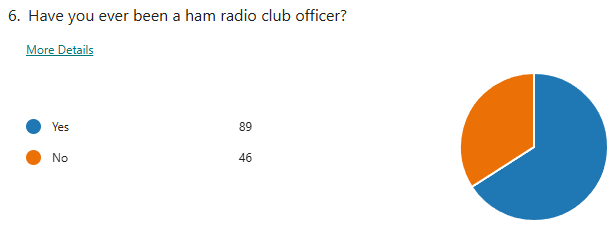 6. Have you ever been a ham radio club officer?
More Details
Yes 89
No 46